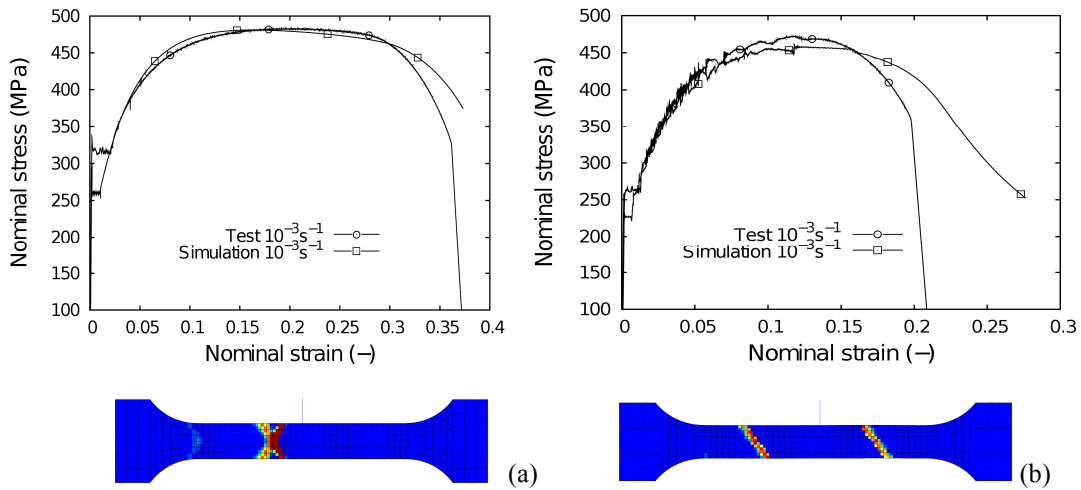 500
450
400
350
300
250
200
150
100
Nominal stress (MPa)
Test 10⁻³s⁻¹
Simulation 10⁻³s⁻¹
0 0.05 0.1 0.15 0.2 0.25 0.3 0.35 0.4
Nominal strain (−)
(a)
500
450
400
350
300
250
200
150
100
Nominal stress (MPa)
Test 10⁻³s⁻¹
Simulation 10⁻³s⁻¹
0 0.05 0.1 0.15 0.2 0.25 0.3
Nominal strain (−)
(b)